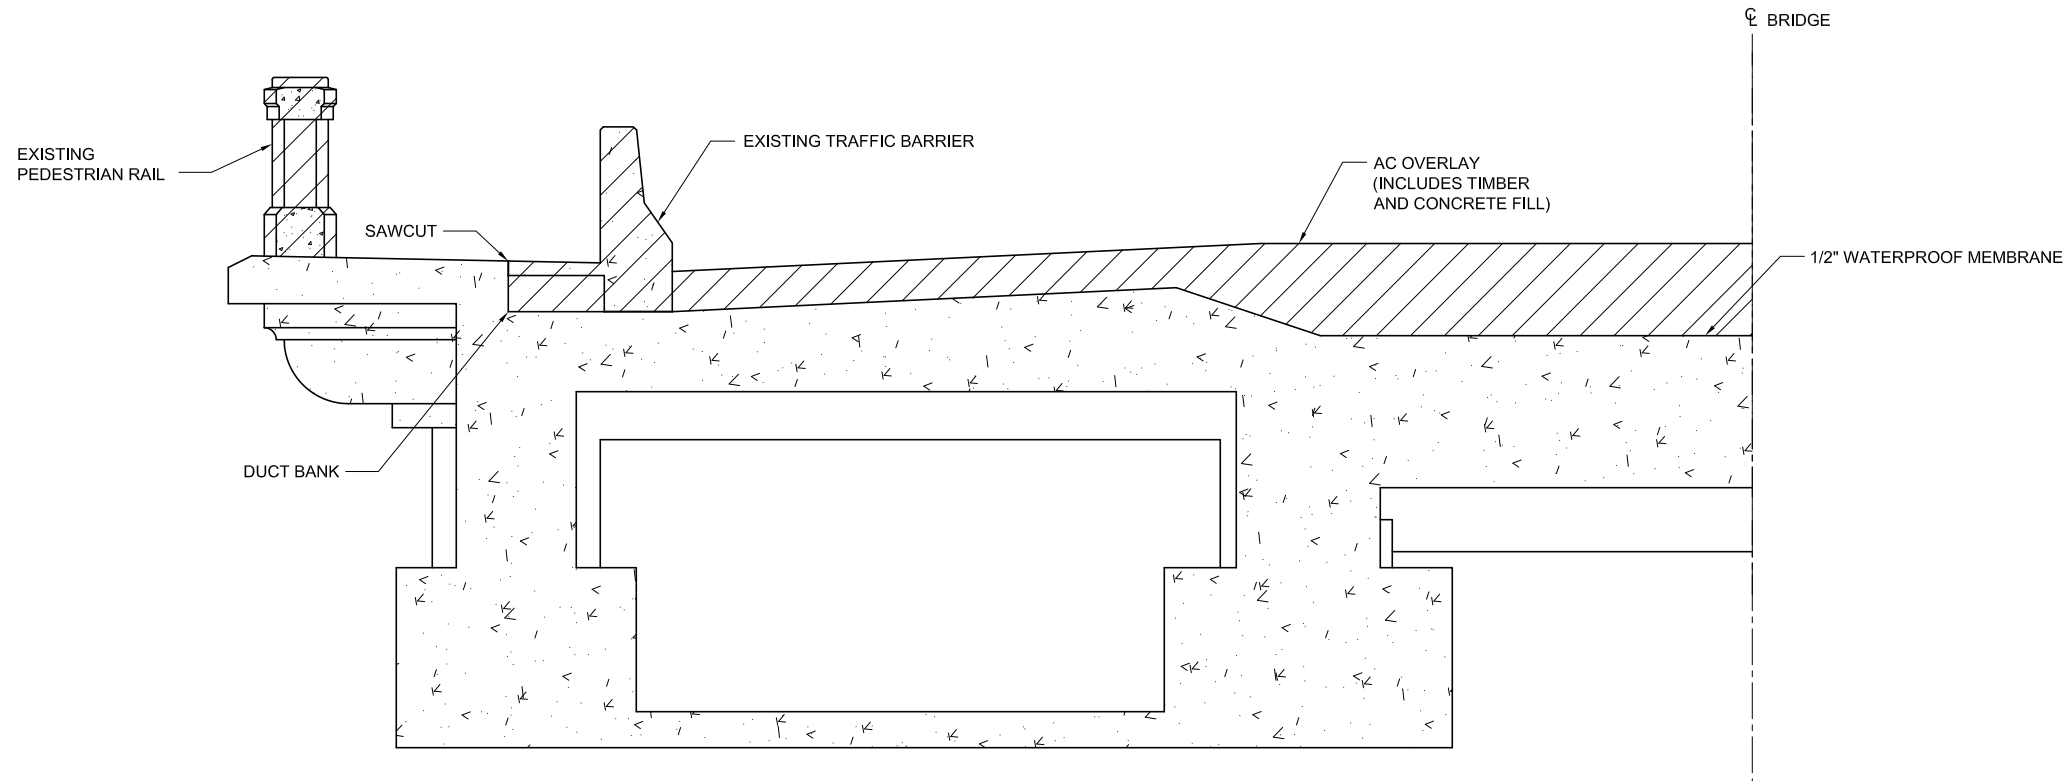 ℄ BRIDGE
EXISTING TRAFFIC BARRIER
EXISTING
PEDESTRIAN RAIL
AC OVERLAY
(INCLUDES TIMBER
AND CONCRETE FILL)
SAWCUT
1/2" WATERPROOF MEMBRANE
DUCT BANK